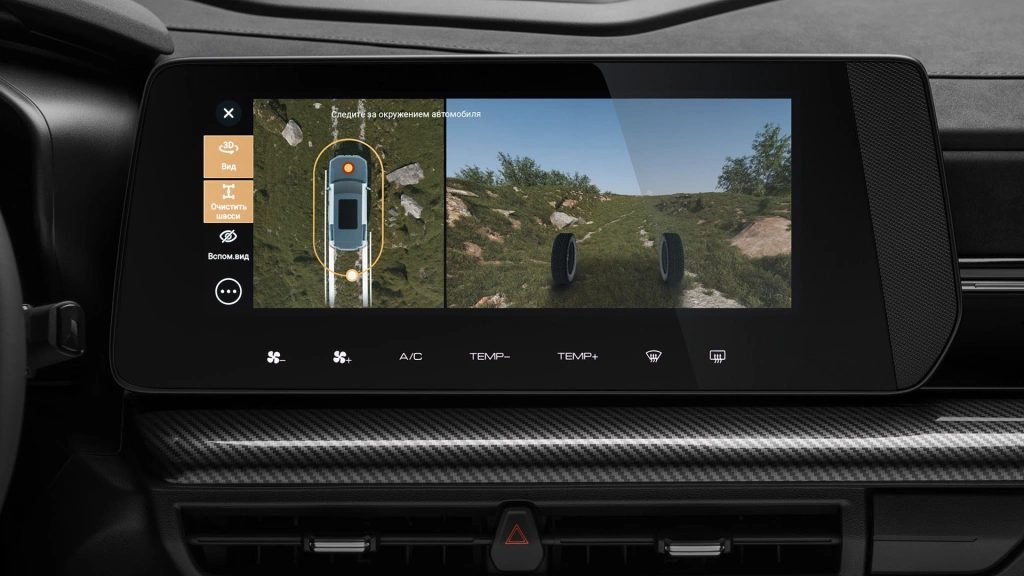 Следите за окружением автомобиля
3D
Вид
Очистить
шасси
Вспом.вид
A/C
TEMP–
TEMP+